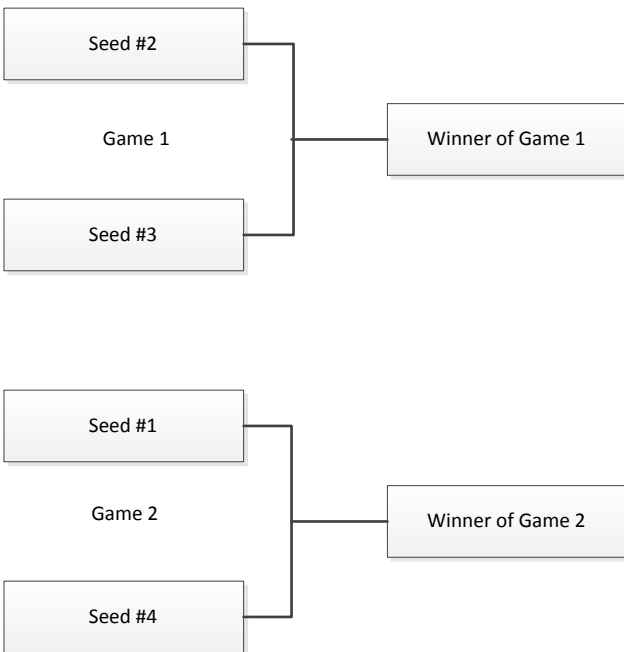 Seed #2
Game 1
Winner of Game 1
Seed #3
Seed #1
Game 2
Winner of Game 2
Seed #4